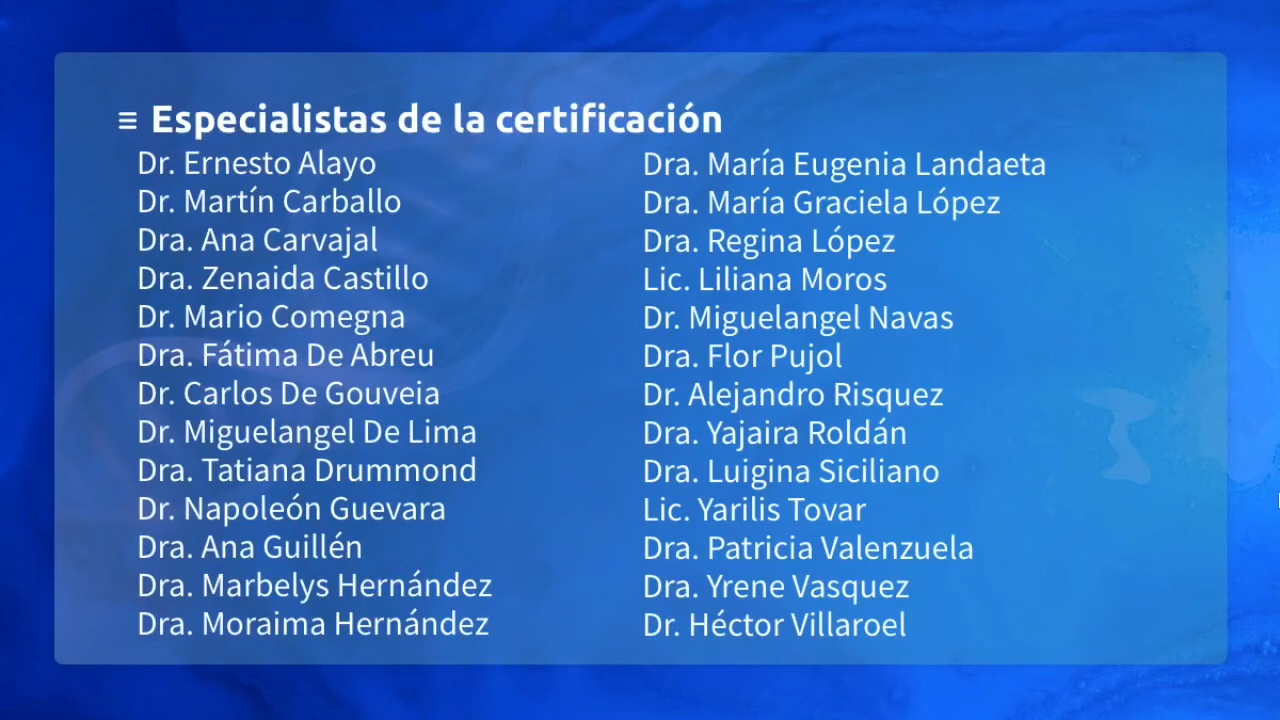 ≡ Especialistas de la certificación
Dr. Ernesto Alayo
Dr. Martín Carballo
Dra. Ana Carvajal
Dra. Zenaida Castillo
Dr. Mario Comegna
Dra. Fátima De Abreu
Dr. Carlos De Gouveia
Dr. Miguelangel De Lima
Dra. Tatiana Drummond
Dr. Napoleón Guevara
Dra. Ana Guillén
Dra. Marbelys Hernández
Dra. Moraima Hernández
Dra. María Eugenia Landaeta
Dra. María Graciela López
Dra. Regina López
Lic. Liliana Moros
Dr. Miguelangel Navas
Dra. Flor Pujol
Dr. Alejandro Risquez
Dra. Yajaira Roldán
Dra. Luigina Siciliano
Lic. Yarilis Tovar
Dra. Patricia Valenzuela
Dra. Yrene Vasquez
Dr. Héctor Villaroel